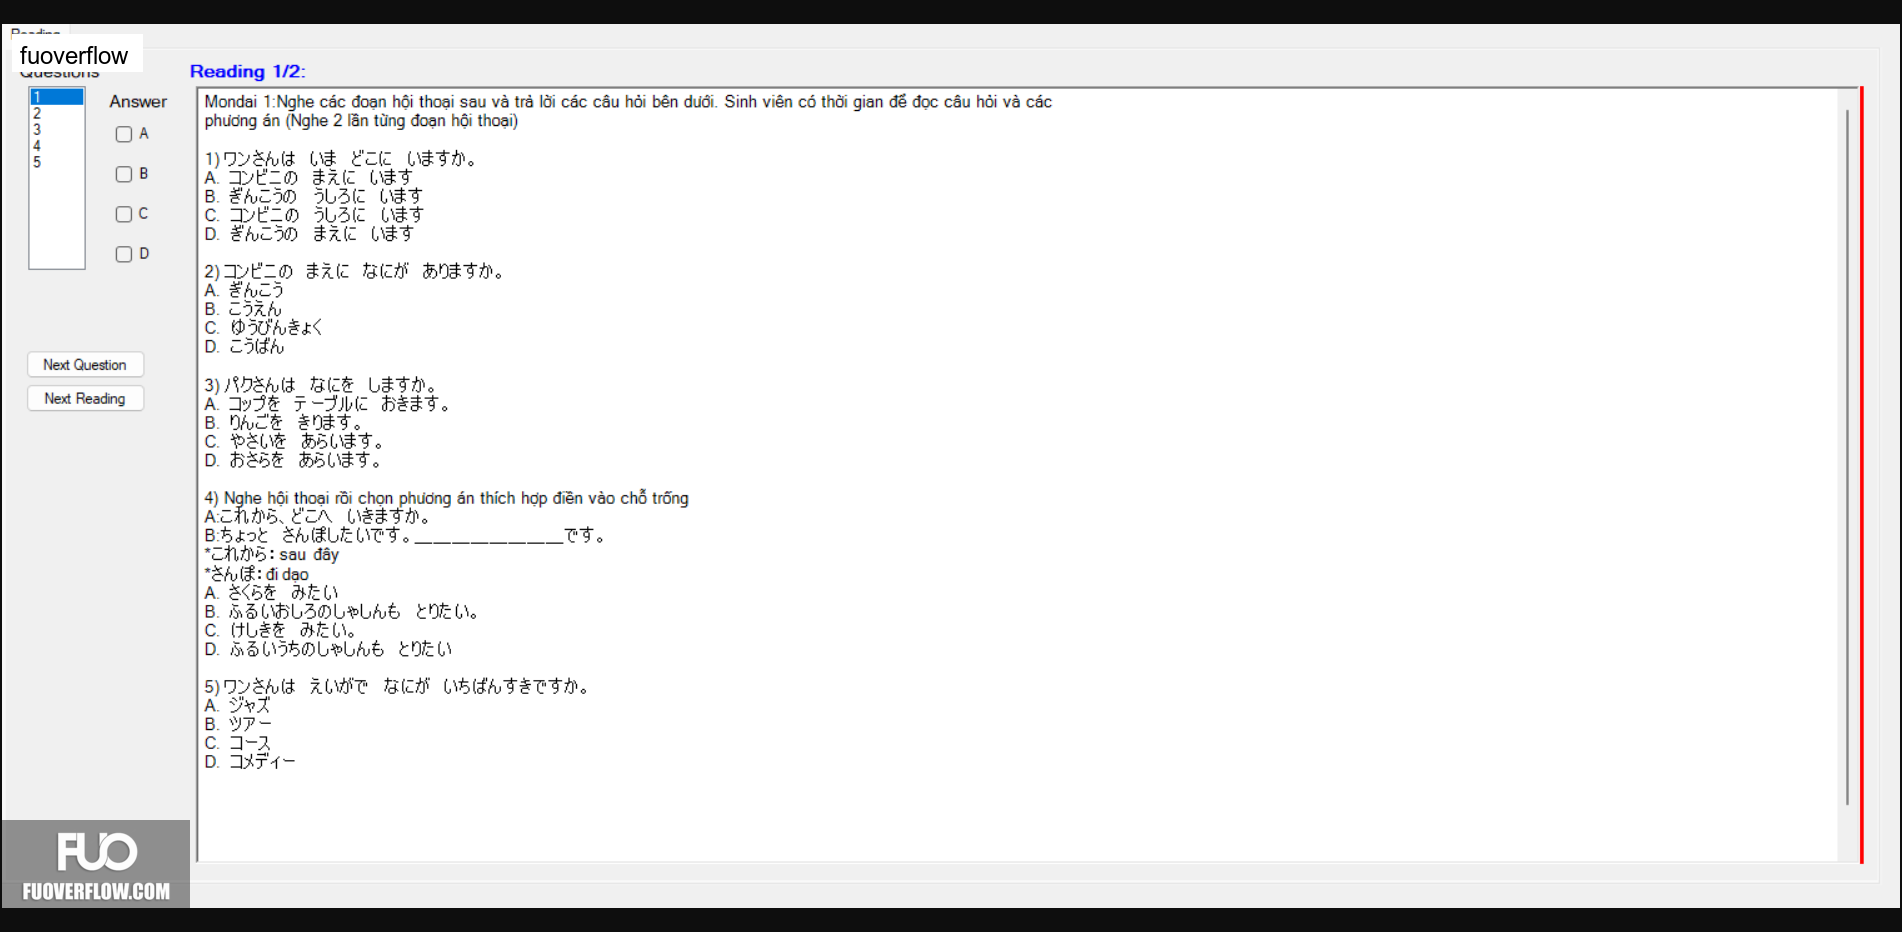 fuoverflow
Questions
1
2
3
4
5
Answer
A
B
C
D
Next Question
Next Reading
Reading 1/2:
Mondai 1:Nghe các đoạn hội thoại sau và trả lời các câu hỏi bên dưới. Sinh viên có thời gian để đọc câu hỏi và các
phương án (Nghe 2 lần từng đoạn hội thoại)
1)ワンさんは　いま　どこに　いますか。
A. コンビニの　まえに　います
B. ぎんこうの　うしろに　います
C. コンビニの　うしろに　います
D. ぎんこうの　まえに　います
2)コンビニの　まえに　なにが　ありますか。
A. ぎんこう
B. こうえん
C. ゆうびんきょく
D. こうばん
3)パクさんは　なにを　しますか。
A. コップを　テーブルに　おきます。
B. りんごを　きります。
C. やさいを　あらいます。
D. おさらを　あらいます。
4) Nghe hội thoại rồi chọn phương án thích hợp điền vào chỗ trống
A:これから、どこへ　いきますか。
B:ちょっと　さんぽしたいです。________________です。
*これから: sau đây
*さんぽ: đi dạo
A. さくらを　みたい
B. ふるいおしろのしゃしんも　とりたい。
C. けしきを　みたい。
D. ふるいうちのしゃしんも　とりたい
5)ワンさんは　えいがで　なにが　いちばんすきですか。
A. ジャズ
B. ツアー
C. コース
D. コメディー
FUO
FUOVERFLOW.COM